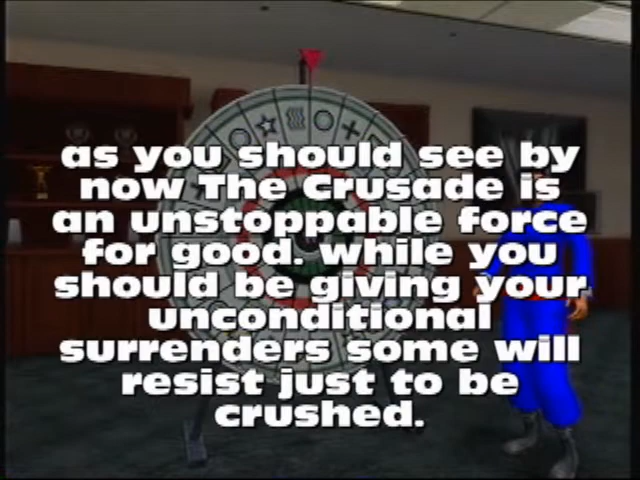 as you should see by
now The Crusade is
an unstoppable force
for good. while you
should be giving your
unconditional
surrenders some will
resist just to be
crushed.